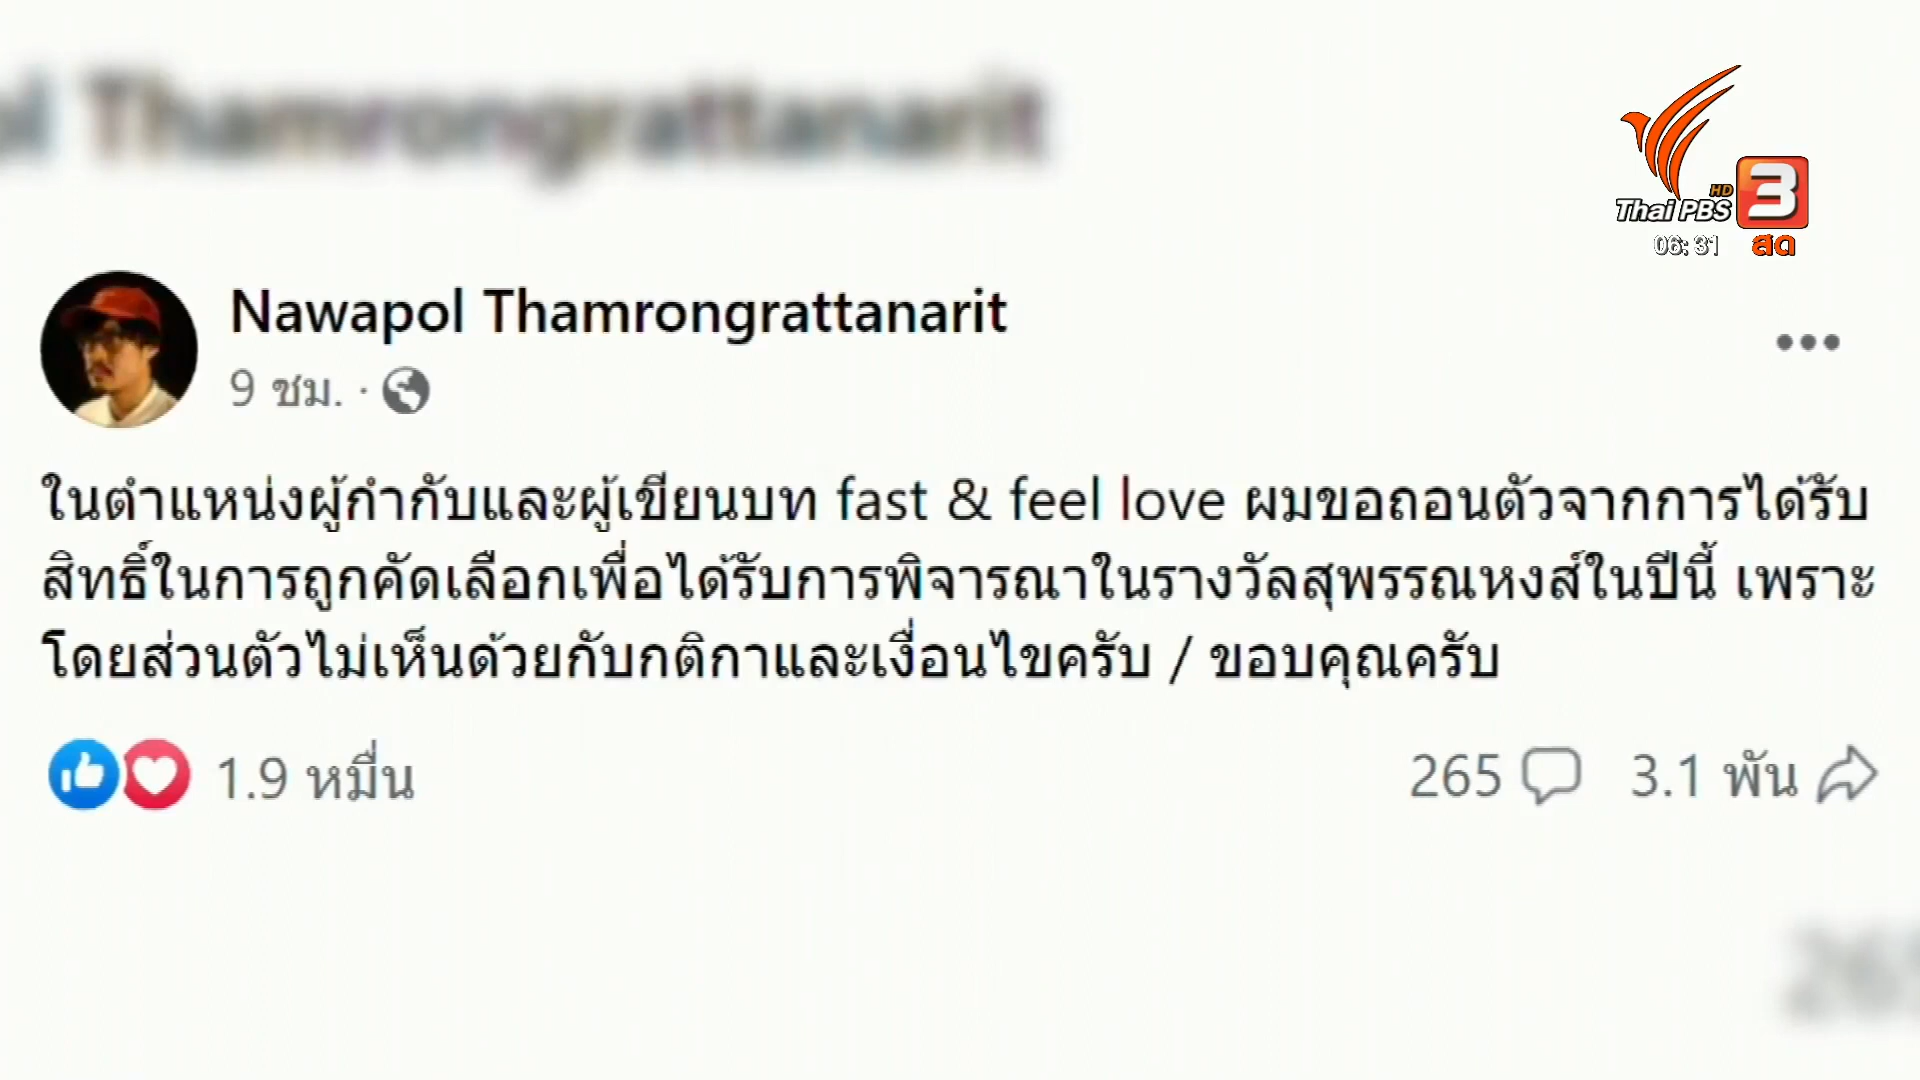 ol Thamrongrattanarit
Thai PBS HD 3
06:31 สด
Nawapol Thamrongrattanarit
9 ชม.
ในตำแหน่งผู้กำกับและผู้เขียนบท fast & feel love ผมขอถอนตัวจากการได้รับ
สิทธิ์ในการถูกคัดเลือกเพื่อได้รับการพิจารณาในรางวัลสุพรรณหงส์ในปีนี้ เพราะ
โดยส่วนตัวไม่เห็นด้วยกับกติกาและเงื่อนไขครับ / ขอบคุณครับ
1.9 หมื่น
265
3.1 พัน
265